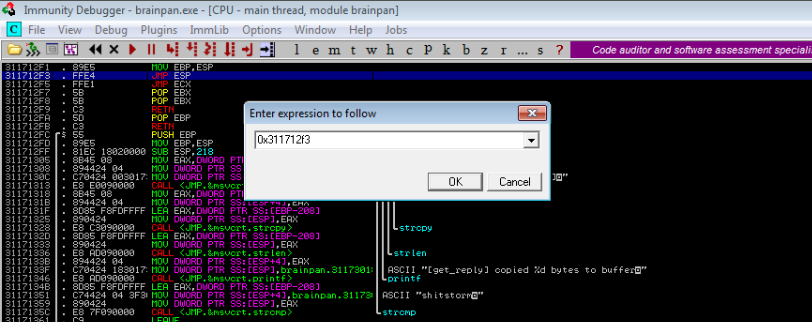 Immunity Debugger - brainpan.exe - [CPU - main thread, module brainpan]
C File View Debug Plugins ImmLib Options Window Help Jobs
l e m t w h c P k b z r ... s ? Code auditor and software assessment speciali
311712F1 . 89E5 MOV EBP,ESP
311712F3 . FFE4 JMP ESP
311712F5 . FFE1 JMP ECX
311712F7 . 5B POP EBX
311712F8 . 5B POP EBX
311712F9 . C3 RETN
311712FA . 5D POP EBP
311712FB . C3 RETN
311712FC . 55 PUSH EBP
311712FD . 89E5 MOV EBP,ESP
311712FF . 81EC 18020000 SUB ESP,218
31171305 . 8B45 08 MOV EAX,DWORD PT
31171308 . 894424 04 MOV DWORD PTR SS
3117130C . C70424 003017 MOV DWORD PTR SS
31171313 . E8 E0090000 CALL <JMP.&msvcr
31171318 . 8B45 08 MOV EAX,DWORD PT
3117131B . 894424 04 MOV DWORD PTR SS:[ESP+4],EAX
3117131F . 8D85 F8FDFFFF LEA EAX,DWORD PTR SS:[EBP-208]
31171325 . 890424 MOV DWORD PTR SS:[ESP],EAX
31171328 . E8 C3090000 CALL <JMP.&msvcrt.strcpy> strcpy
3117132D . 8D85 F8FDFFFF LEA EAX,DWORD PTR SS:[EBP-208]
31171333 . 890424 MOV DWORD PTR SS:[ESP],EAX
31171336 . E8 AD090000 CALL <JMP.&msvcrt.strlen> strlen
3117133B . 894424 04 MOV DWORD PTR SS:[ESP+4],EAX
3117133F . C70424 183017 MOV DWORD PTR SS:[ESP],brainpan.3117301 ASCII "[get_reply] copied %d bytes to buffer
31171346 . E8 AD090000 CALL <JMP.&msvcrt.printf> printf
3117134B . 8D85 F8FDFFFF LEA EAX,DWORD PTR SS:[EBP-208]
31171351 . C74424 04 3F3 MOV DWORD PTR SS:[ESP+4],brainpan.31173 ASCII "shitstorm
31171359 . 890424 MOV DWORD PTR SS:[ESP],EAX
3117135C . E8 7F090000 CALL <JMP.&msvcrt.strcmp> strcmp
31171361 . C9 LEAVE
Enter expression to follow
0x311712f3
OK Cancel